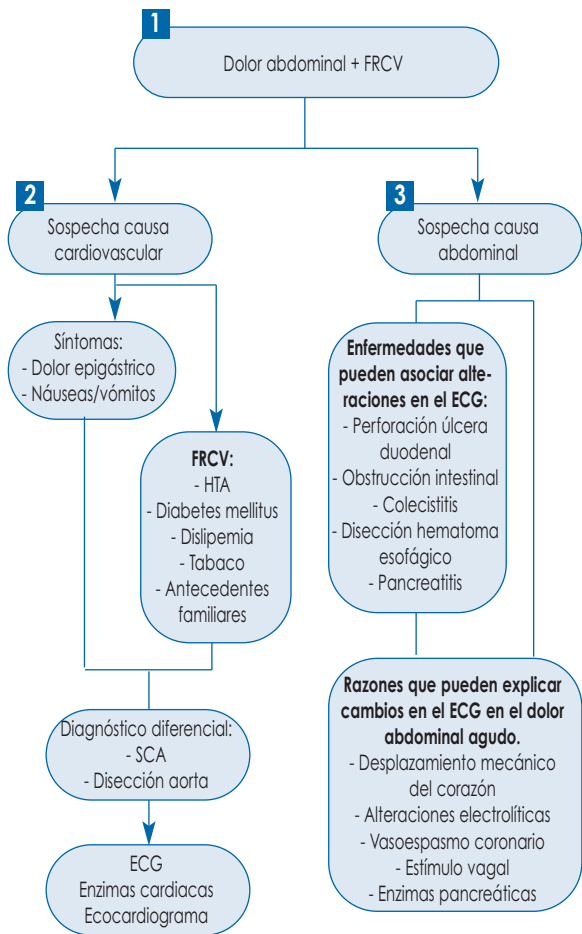 1
Dolor abdominal + FRCV
2
Sospecha causa
cardiovascular
3
Sospecha causa
abdominal
Síntomas:
- Dolor epigástrico
- Náuseas/vómitos
FRCV:
- HTA
- Diabetes mellitus
- Dislipemia
- Tabaco
- Antecedentes
familiares
Diagnóstico diferencial:
- SCA
- Disección aorta
ECG
Enzimas cardiacas
Ecocardiograma
Enfermedades que
pueden asociar alte-
raciones en el ECG:
- Perforación úlcera
duodenal
- Obstrucción intestinal
- Colecistitis
- Disección hematoma
esofágico
- Pancreatitis
Razones que pueden explicar
cambios en el ECG en el dolor
abdominal agudo.
- Desplazamiento mecánico
del corazón
- Alteraciones electrolíticas
- Vasoespasmo coronario
- Estímulo vagal
- Enzimas pancreáticas